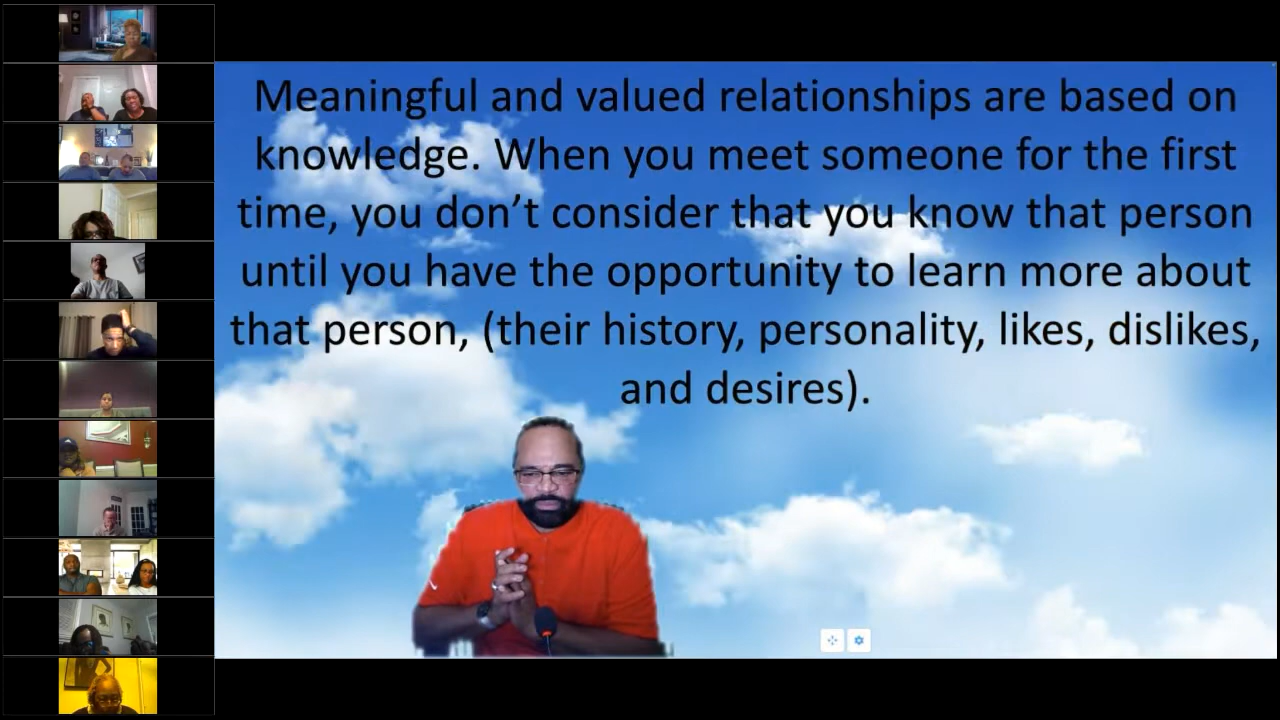 Meaningful and valued relationships are based on
knowledge. When you meet someone for the first
time, you don’t consider that you know that person
until you have the opportunity to learn more about
that person, (their history, personality, likes, dislikes,
and desires).